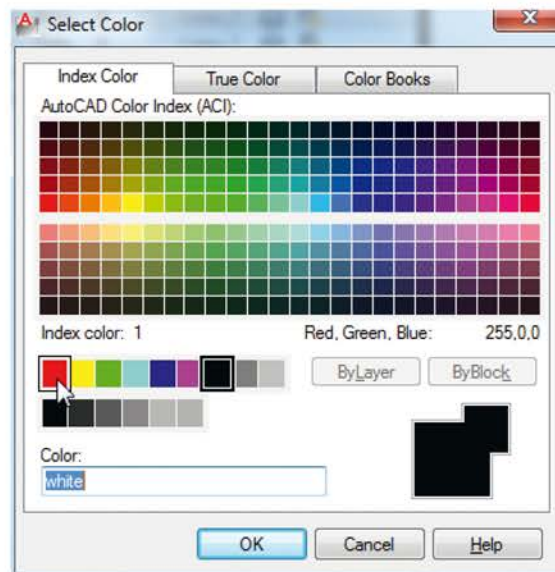 Select Color
Index Color True Color Color Books
AutoCAD Color Index (ACI):
Index color: 1 Red, Green, Blue: 255,0,0
ByLayer ByBlock
Color:
white
OK Cancel Help